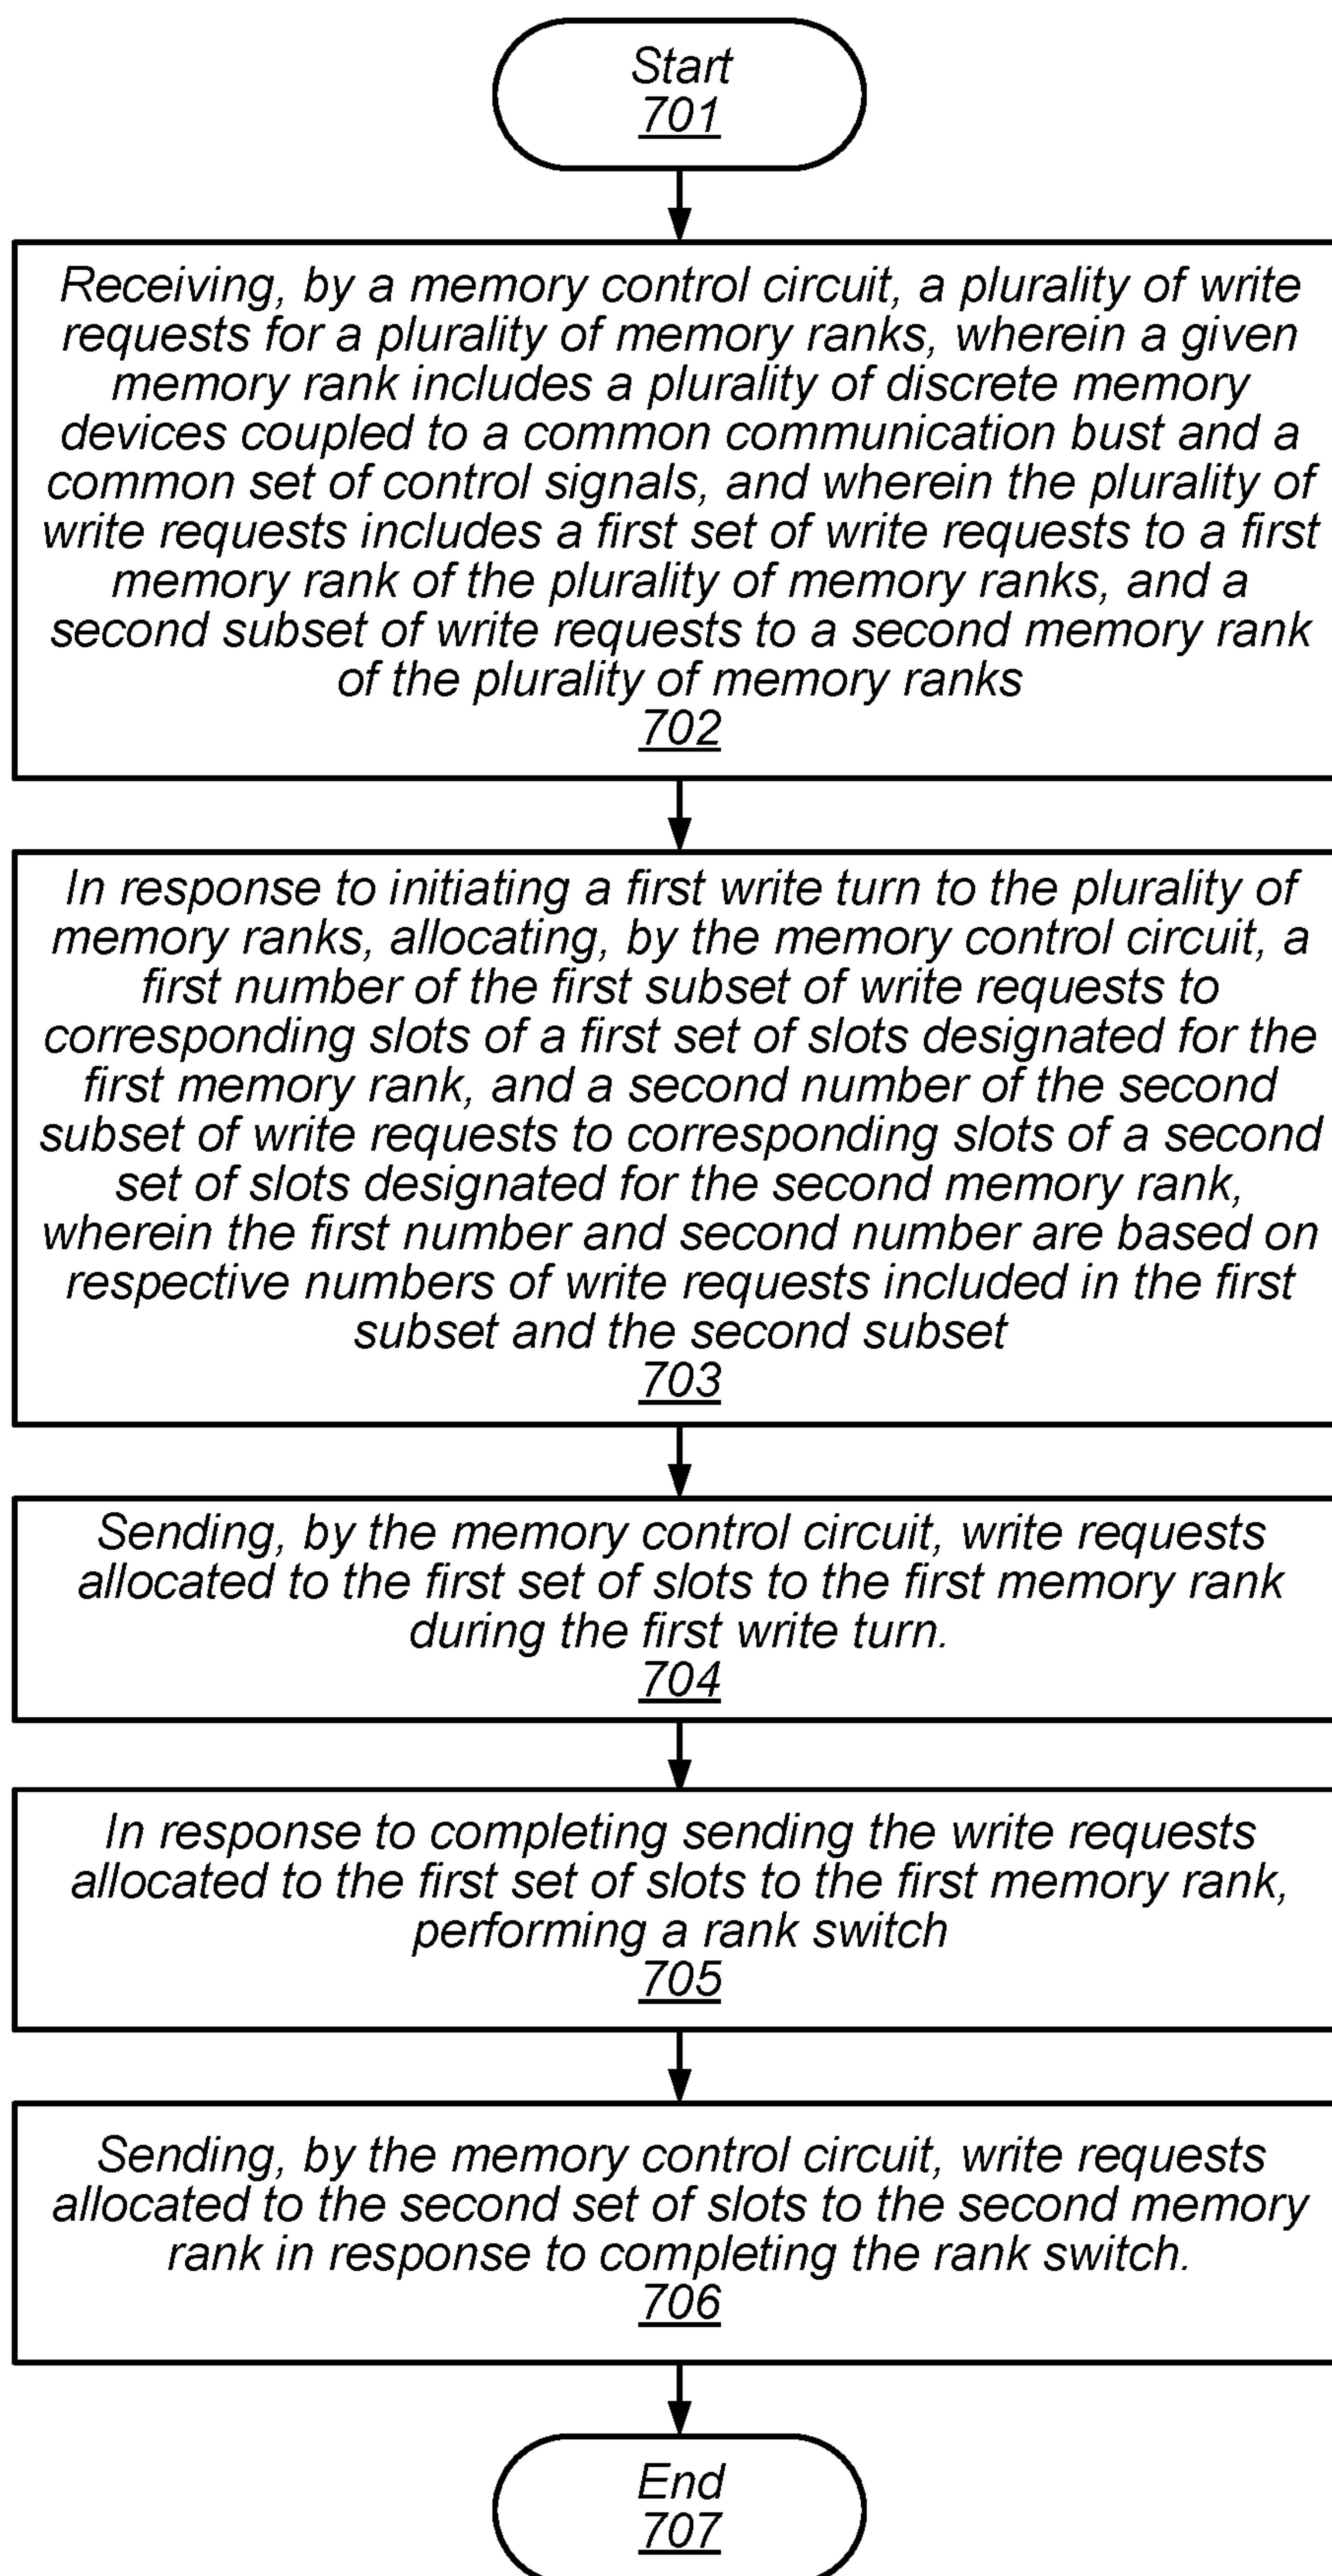 Start
701
Receiving, by a memory control circuit, a plurality of write
requests for a plurality of memory ranks, wherein a given
memory rank includes a plurality of discrete memory
devices coupled to a common communication bust and a
common set of control signals, and wherein the plurality of
write requests includes a first set of write requests to a first
memory rank of the plurality of memory ranks, and a
second subset of write requests to a second memory rank
of the plurality of memory ranks
702
In response to initiating a first write turn to the plurality of
memory ranks, allocating, by the memory control circuit, a
first number of the first subset of write requests to
corresponding slots of a first set of slots designated for the
first memory rank, and a second number of the second
subset of write requests to corresponding slots of a second
set of slots designated for the second memory rank,
wherein the first number and second number are based on
respective numbers of write requests included in the first
subset and the second subset
703
Sending, by the memory control circuit, write requests
allocated to the first set of slots to the first memory rank
during the first write turn.
704
In response to completing sending the write requests
allocated to the first set of slots to the first memory rank,
performing a rank switch
705
Sending, by the memory control circuit, write requests
allocated to the second set of slots to the second memory
rank in response to completing the rank switch.
706
End
707